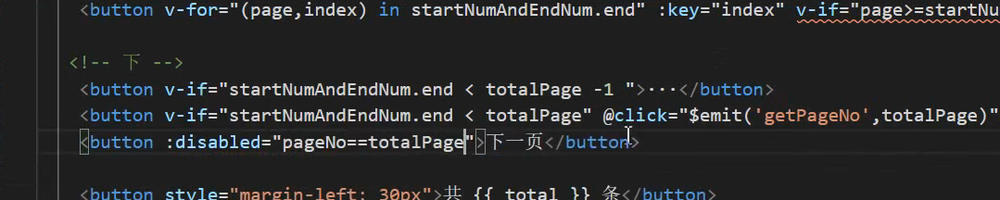 <button v-for="(page,index) in startNumAndEndNum.end" :key="index" v-if="page>=startNu
<!-- 下 -->
<button v-if="startNumAndEndNum.end < totalPage -1 ">···</button>
<button v-if="startNumAndEndNum.end < totalPage" @click="$emit('getPageNo',totalPage)"
<button :disabled="pageNo==totalPage">下一页</button>
<button style="margin-left: 30px">共 {{ total }} 条</button>